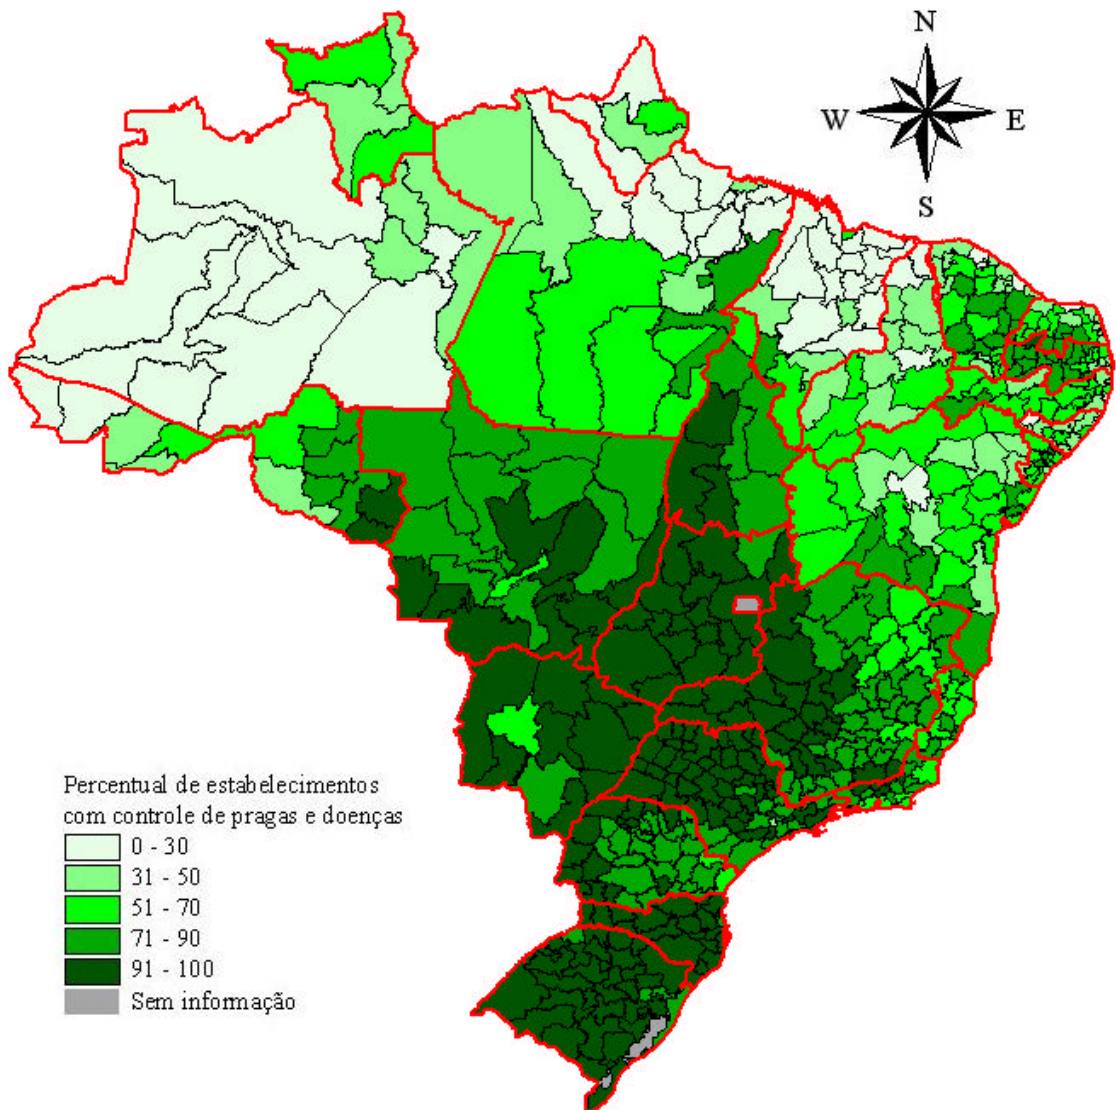 N
W E
S
Percentual de estabelecimentos
com controle de pragas e doenças
0 - 30
31 - 50
51 - 70
71 - 90
91 - 100
Sem informação